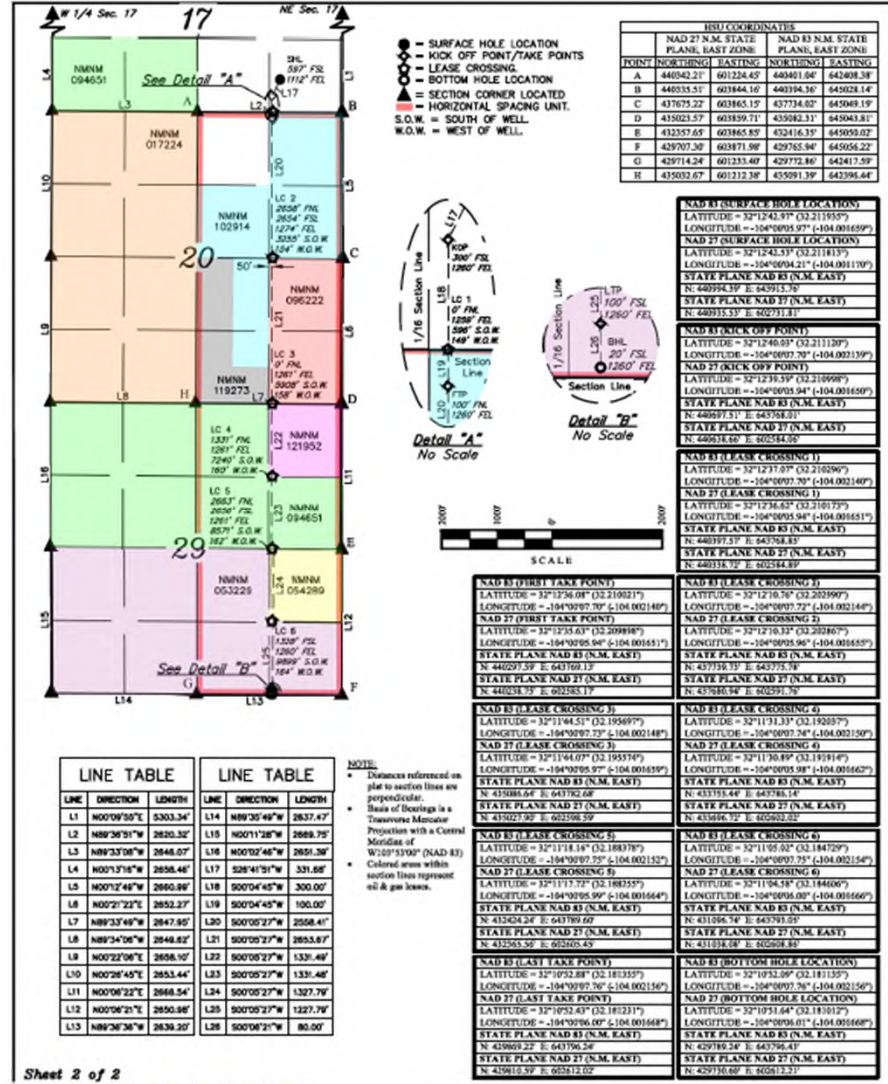 W 1/4 Sec. 17
17
NE Sec. 17
L4
NMNM
094651
See Detail "A"
SHL
597' FSL
1112' FEL
L17
L1
L3
A
L2
B
NMNM
017224
L10
L20
L5
NMNM
102914
LC 2
2658' FNL
2654' FSL
1274' FEL
3255' S.O.W.
154' W.O.W.
20
C
50'
NMNM
096222
L9
L21
L6
LC 3
0' FNL
1261' FEL
5908' S.O.W.
158' W.O.W.
NMNM
119273
L8
H
L7
D
LC 4
1331' FNL
1261' FEL
7240' S.O.W.
160' W.O.W.
L22
NMNM
121952
L16
L11
LC 5
2663' FNL
2656' FSL
1261' FEL
8571' S.O.W.
162' W.O.W.
L23
NMNM
094651
29
E
NMNM
053229
L24
NMNM
054289
L15
L12
LC 6
1328' FSL
1260' FEL
9899' S.O.W.
164' W.O.W.
L25
See Detail "B"
G
F
L14
L13
- SURFACE HOLE LOCATION
- KICK OFF POINT/TAKE POINTS
- LEASE CROSSING.
- BOTTOM HOLE LOCATION
= SECTION CORNER LOCATED
- HORIZONTAL SPACING UNIT.
S.O.W. = SOUTH OF WELL.
W.O.W. = WEST OF WELL.
HSU COORDINATES
NAD 27 N.M. STATE PLANE, EAST ZONE NAD 83 N.M. STATE PLANE, EAST ZONE
POINT NORTHING EASTING NORTHING EASTING
A 440342.21' 601224.45' 440401.04' 642408.38'
B 440335.51' 603844.16' 440394.36' 645028.14'
C 437675.22' 603865.15' 437734.02' 645049.19'
D 435023.57' 603859.71' 435082.31' 645043.81'
E 432357.65' 603865.85' 432416.35' 645050.02'
F 429707.30' 603871.98' 429765.94' 645056.22'
G 429714.24' 601233.40' 429772.86' 642417.59'
H 435032.67' 601212.38' 435091.39' 642396.44'
1/16 Section Line
L17
KOP
300' FSL
1260' FEL
L18
LC 1
0' FNL
1259' FEL
596' S.O.W.
149' W.O.W.
Section
Line
L19
FTP
100' FNL
1260' FEL
L20
Detail "A"
No Scale
1/16 Section Line
L25
LTP
100' FSL
1260' FEL
L26
BHL
20' FSL
1260' FEL
Section Line
Detail "B"
No Scale
2000' 0' 2000'
SCALE
NAD 83 (SURFACE HOLE LOCATION)
LATITUDE = 32°12'42.97" (32.211935°)
LONGITUDE = -104°00'05.97" (-104.001659°)
NAD 27 (SURFACE HOLE LOCATION)
LATITUDE = 32°12'42.53" (32.211813°)
LONGITUDE = -104°00'04.21" (-104.001170°)
STATE PLANE NAD 83 (N.M. EAST)
N: 440994.39' E: 643915.76'
STATE PLANE NAD 27 (N.M. EAST)
N: 440935.53' E: 602731.81'
NAD 83 (KICK OFF POINT)
LATITUDE = 32°12'40.03" (32.211120°)
LONGITUDE = -104°00'07.70" (-104.002139°)
NAD 27 (KICK OFF POINT)
LATITUDE = 32°12'39.59" (32.210998°)
LONGITUDE = -104°00'05.94" (-104.001650°)
STATE PLANE NAD 83 (N.M. EAST)
N: 440697.51' E: 643768.01'
STATE PLANE NAD 27 (N.M. EAST)
N: 440638.66' E: 602584.06'
NAD 83 (LEASE CROSSING 1)
LATITUDE = 32°12'37.07" (32.210296°)
LONGITUDE = -104°00'07.70" (-104.002140°)
NAD 27 (LEASE CROSSING 1)
LATITUDE = 32°12'36.62" (32.210173°)
LONGITUDE = -104°00'05.94" (-104.001651°)
STATE PLANE NAD 83 (N.M. EAST)
N: 440397.57' E: 643768.85'
STATE PLANE NAD 27 (N.M. EAST)
N: 440338.72' E: 602584.89'
NAD 83 (FIRST TAKE POINT)
LATITUDE = 32°12'36.08" (32.210021°)
LONGITUDE = -104°00'07.70" (-104.002140°)
NAD 27 (FIRST TAKE POINT)
LATITUDE = 32°12'35.63" (32.209898°)
LONGITUDE = -104°00'05.94" (-104.001651°)
STATE PLANE NAD 83 (N.M. EAST)
N: 440297.59' E: 643769.13'
STATE PLANE NAD 27 (N.M. EAST)
N: 440238.75' E: 602585.17'
NAD 83 (LEASE CROSSING 2)
LATITUDE = 32°12'10.76" (32.202990°)
LONGITUDE = -104°00'07.72" (-104.002144°)
NAD 27 (LEASE CROSSING 2)
LATITUDE = 32°12'10.32" (32.202867°)
LONGITUDE = -104°00'05.96" (-104.001655°)
STATE PLANE NAD 83 (N.M. EAST)
N: 437739.73' E: 643775.78'
STATE PLANE NAD 27 (N.M. EAST)
N: 437680.94' E: 602591.76'
NAD 83 (LEASE CROSSING 3)
LATITUDE = 32°11'44.51" (32.195697°)
LONGITUDE = -104°00'07.73" (-104.002148°)
NAD 27 (LEASE CROSSING 3)
LATITUDE = 32°11'44.07" (32.195574°)
LONGITUDE = -104°00'05.97" (-104.001659°)
STATE PLANE NAD 83 (N.M. EAST)
N: 435086.64' E: 643782.68'
STATE PLANE NAD 27 (N.M. EAST)
N: 435027.90' E: 602598.59'
NAD 83 (LEASE CROSSING 4)
LATITUDE = 32°11'31.33" (32.192037°)
LONGITUDE = -104°00'07.74" (-104.002150°)
NAD 27 (LEASE CROSSING 4)
LATITUDE = 32°11'30.89" (32.191914°)
LONGITUDE = -104°00'05.98" (-104.001662°)
STATE PLANE NAD 83 (N.M. EAST)
N: 433755.44' E: 643786.14'
STATE PLANE NAD 27 (N.M. EAST)
N: 433696.72' E: 602602.02'
NAD 83 (LEASE CROSSING 5)
LATITUDE = 32°11'18.16" (32.188378°)
LONGITUDE = -104°00'07.75" (-104.002152°)
NAD 27 (LEASE CROSSING 5)
LATITUDE = 32°11'17.72" (32.188255°)
LONGITUDE = -104°00'05.99" (-104.001664°)
STATE PLANE NAD 83 (N.M. EAST)
N: 432424.24' E: 643789.60'
STATE PLANE NAD 27 (N.M. EAST)
N: 432365.56' E: 602605.45'
NAD 83 (LEASE CROSSING 6)
LATITUDE = 32°11'05.02" (32.184729°)
LONGITUDE = -104°00'07.75" (-104.002154°)
NAD 27 (LEASE CROSSING 6)
LATITUDE = 32°11'04.58" (32.184606°)
LONGITUDE = -104°00'06.00" (-104.001666°)
STATE PLANE NAD 83 (N.M. EAST)
N: 431096.74' E: 643793.05'
STATE PLANE NAD 27 (N.M. EAST)
N: 431038.08' E: 602608.86'
NAD 83 (LAST TAKE POINT)
LATITUDE = 32°10'52.88" (32.181355°)
LONGITUDE = -104°00'07.76" (-104.002156°)
NAD 27 (LAST TAKE POINT)
LATITUDE = 32°10'52.43" (32.181231°)
LONGITUDE = -104°00'06.00" (-104.001668°)
STATE PLANE NAD 83 (N.M. EAST)
N: 429869.22' E: 643796.24'
STATE PLANE NAD 27 (N.M. EAST)
N: 429810.59' E: 602612.02'
NAD 83 (BOTTOM HOLE LOCATION)
LATITUDE = 32°10'52.09" (32.181135°)
LONGITUDE = -104°00'07.76" (-104.002156°)
NAD 27 (BOTTOM HOLE LOCATION)
LATITUDE = 32°10'51.64" (32.181012°)
LONGITUDE = -104°00'06.01" (-104.001668°)
STATE PLANE NAD 83 (N.M. EAST)
N: 429789.24' E: 643796.43'
STATE PLANE NAD 27 (N.M. EAST)
N: 429730.60' E: 602612.21'
LINE TABLE
LINE DIRECTION LENGTH
L1 N00°09'55"E 5303.34'
L2 N89°36'51"W 2620.32'
L3 N89°33'08"W 2646.07'
L4 N00°13'16"W 2658.46'
L5 N00°12'49"W 2660.99'
L6 N00°21'22"E 2652.27'
L7 N89°33'49"W 2647.95'
L8 N89°34'06"W 2649.62'
L9 N00°22'06"E 2658.10'
L10 N00°26'45"E 2653.44'
L11 N00°06'22"E 2666.54'
L12 N00°06'21"E 2650.98'
L13 N89°36'36"W 2639.20'
LINE TABLE
LINE DIRECTION LENGTH
L14 N89°35'49"W 2637.47'
L15 N00°11'28"W 2669.75'
L16 N00°02'46"W 2651.39'
L17 S26°41'51"W 331.68'
L18 S00°04'45"W 300.00'
L19 S00°04'45"W 100.00'
L20 S00°05'27"W 2558.41'
L21 S00°05'27"W 2653.67'
L22 S00°05'27"W 1331.49'
L23 S00°05'27"W 1331.48'
L24 S00°05'27"W 1327.79'
L25 S00°05'27"W 1227.79'
L26 S00°06'21"W 80.00'
NOTE:
• Distances referenced on
plat to section lines are
perpendicular.
• Basis of Bearings is a
Transverse Mercator
Projection with a Central
Meridian of
W103°53'00" (NAD 83)
• Colored areas within
section lines represent
oil & gas leases.
Sheet 2 of 2